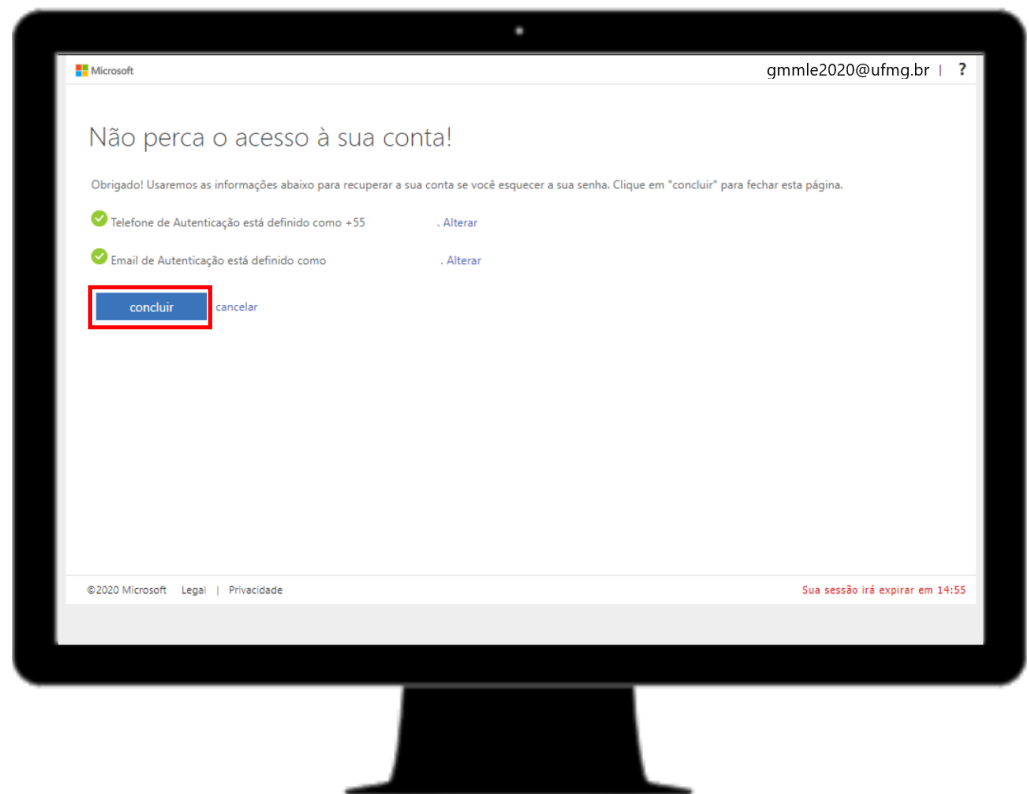 Microsoft gmmle2020@ufmg.br | ?
Não perca o acesso à sua conta!
Obrigado! Usaremos as informações abaixo para recuperar a sua conta se você esquecer a sua senha. Clique em "concluir" para fechar esta página.
Telefone de Autenticação está definido como +55 . Alterar
Email de Autenticação está definido como . Alterar
concluir cancelar
©2020 Microsoft Legal | Privacidade Sua sessão irá expirar em 14:55